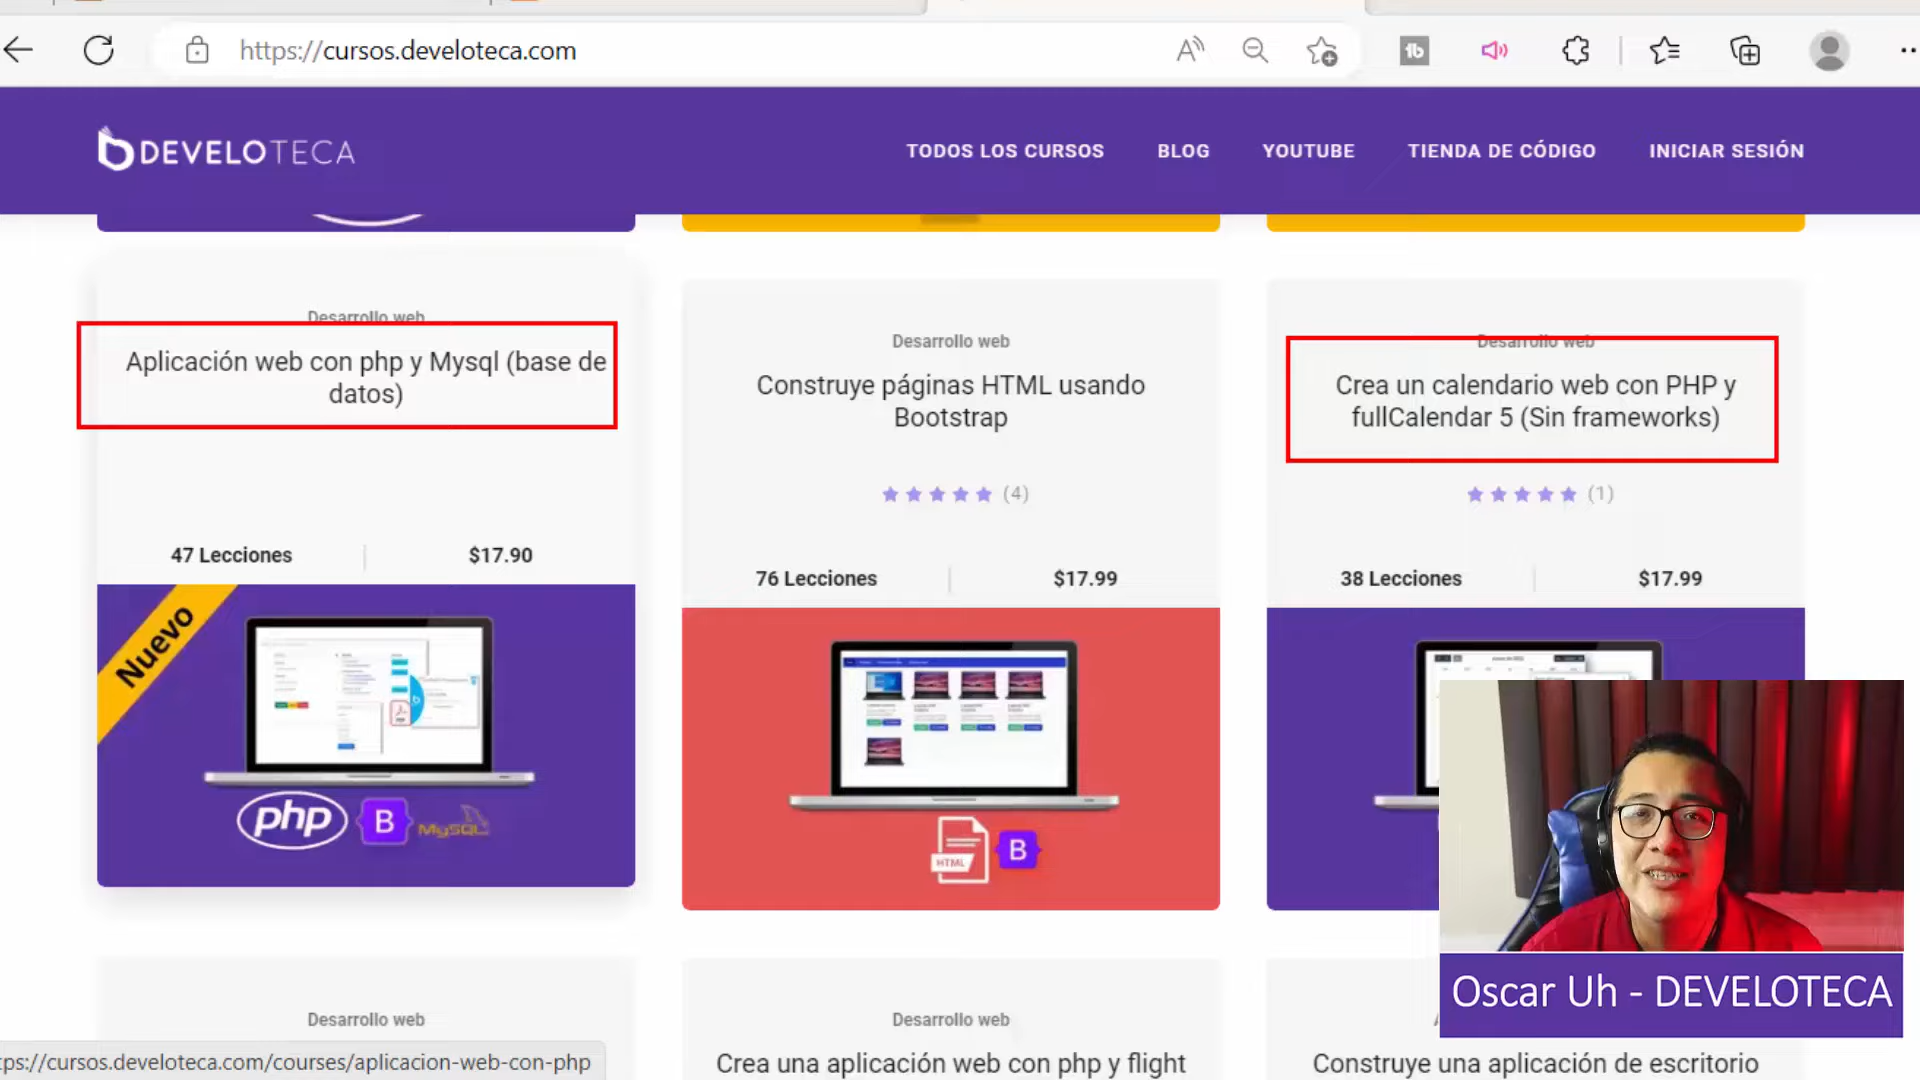 https://cursos.develoteca.com
DEVELOTECA
TODOS LOS CURSOS
BLOG
YOUTUBE
TIENDA DE CÓDIGO
INICIAR SESIÓN
Desarrollo web
Aplicación web con php y Mysql (base de
datos)
47 Lecciones
$17.90
Nuevo
php
B
MySQL
Desarrollo web
Construye páginas HTML usando
Bootstrap
(4)
76 Lecciones
$17.99
HTML
B
Desarrollo web
Crea un calendario web con PHP y
fullCalendar 5 (Sin frameworks)
(1)
38 Lecciones
$17.99
Oscar Uh - DEVELOTECA
Desarrollo web
Desarrollo web
Crea una aplicación web con php y flight
Construye una aplicación de escritorio
tps://cursos.develoteca.com/courses/aplicacion-web-con-php